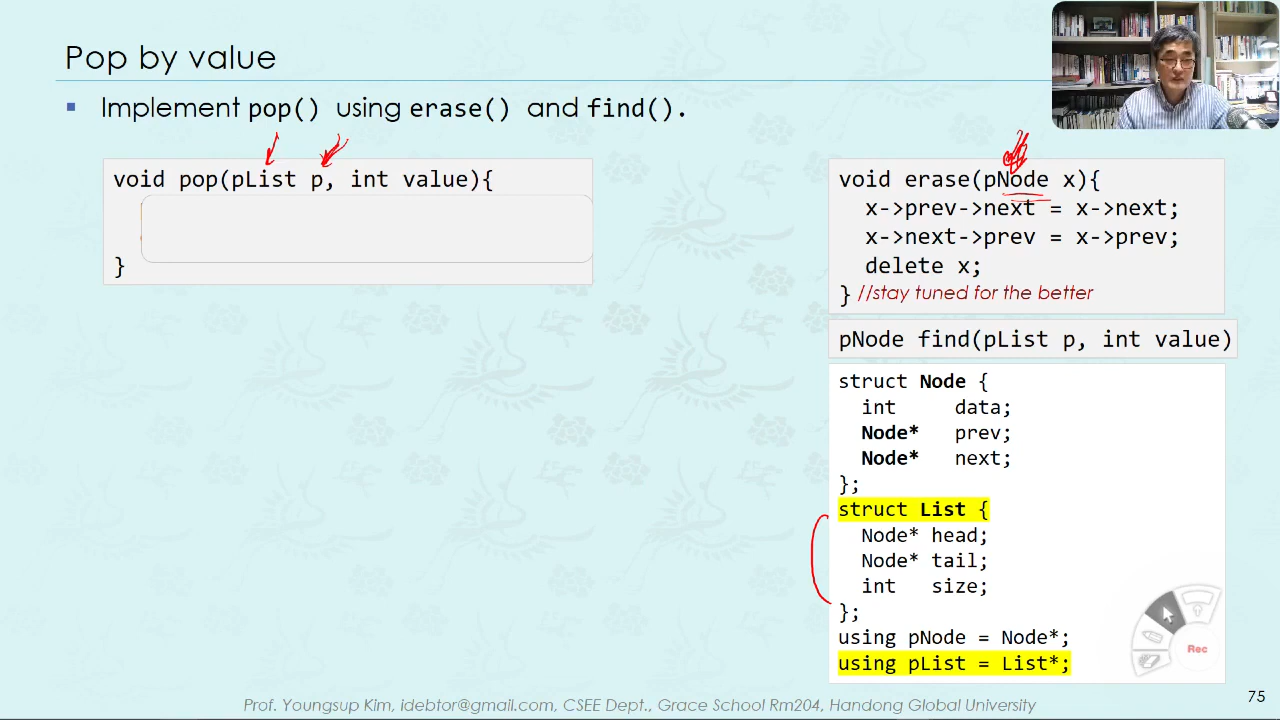 Pop by value
▪ Implement pop() using erase() and find().
void pop(pList p, int value){
}
void erase(pNode x){
x->prev->next = x->next;
x->next->prev = x->prev;
delete x;
} //stay tuned for the better
pNode find(pList p, int value)
struct Node {
int data;
Node* prev;
Node* next;
};
struct List {
Node* head;
Node* tail;
int size;
};
using pNode = Node*;
using pList = List*;
Rec
Prof. Youngsup Kim, idebtor@gmail.com, CSEE Dept., Grace School Rm204, Handong Global University
75